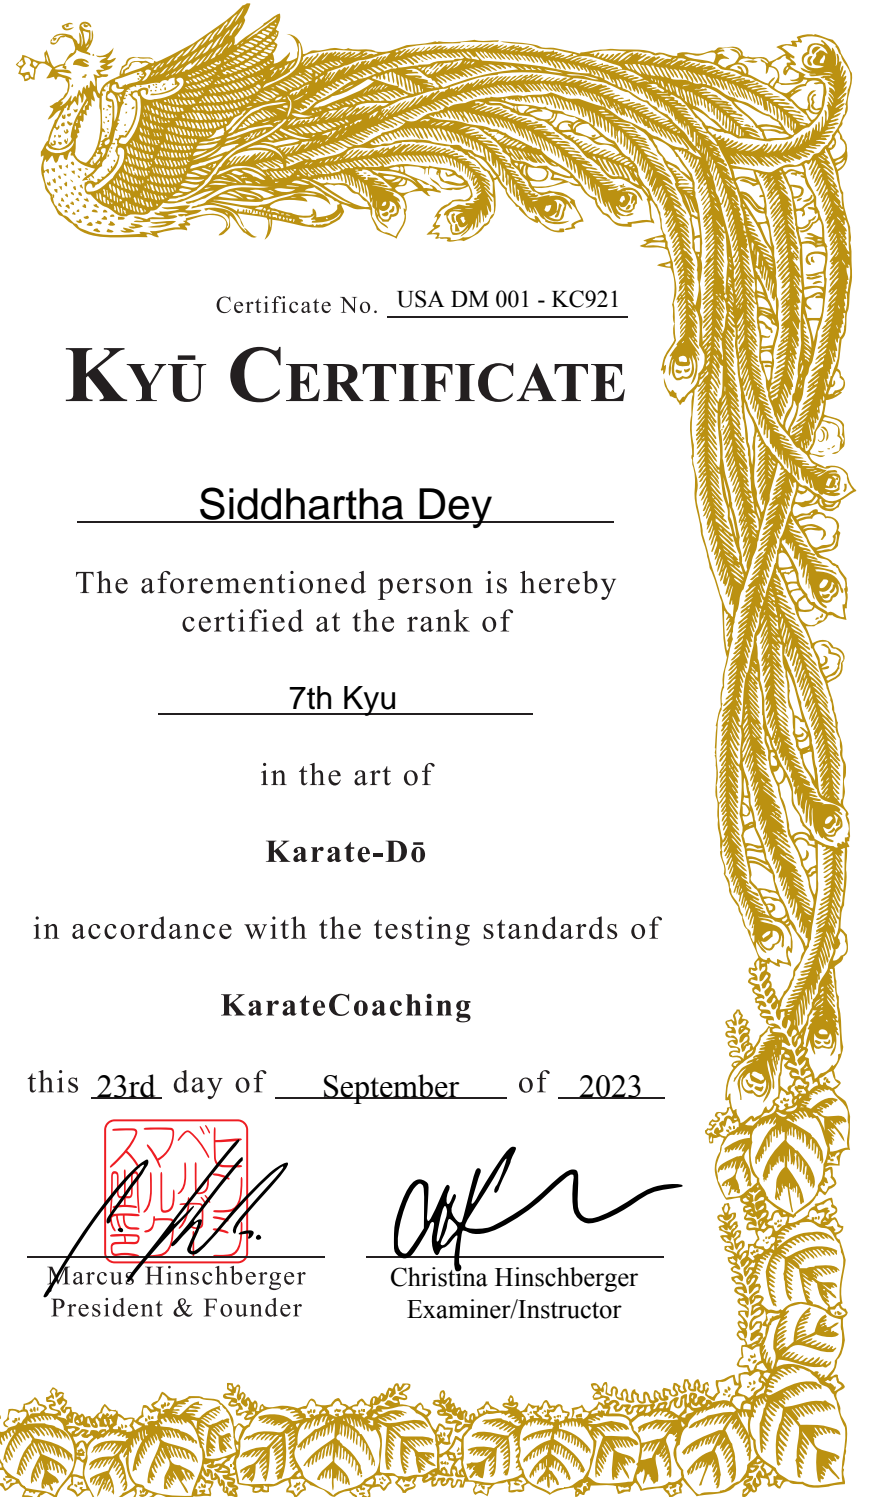 Certificate No. USA DM 001 - KC921
KYŪ CERTIFICATE
Siddhartha Dey
The aforementioned person is hereby
certified at the rank of
7th Kyu
in the art of
Karate-Dō
in accordance with the testing standards of
KarateCoaching
this 23rd day of September of 2023
Marcus Hinschberger
President & Founder
Christina Hinschberger
Examiner/Instructor